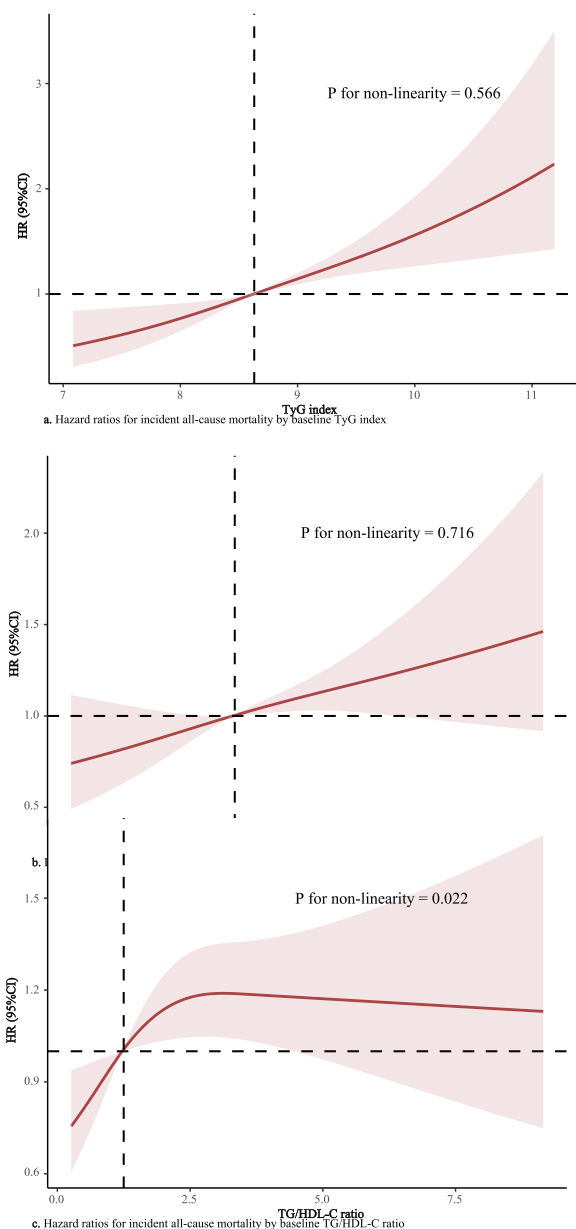 3
P for non-linearity = 0.566
2
HR (95%CI)
1
7 8 9 10 11
TyG index
a. Hazard ratios for incident all-cause mortality by baseline TyG index
2.0
P for non-linearity = 0.716
1.5
HR (95%CI)
1.0
0.5
b.
1.5
P for non-linearity = 0.022
1.2
HR (95%CI)
0.9
0.6
0.0 2.5 5.0 7.5
TG/HDL-C ratio
c. Hazard ratios for incident all-cause mortality by baseline TG/HDL-C ratio